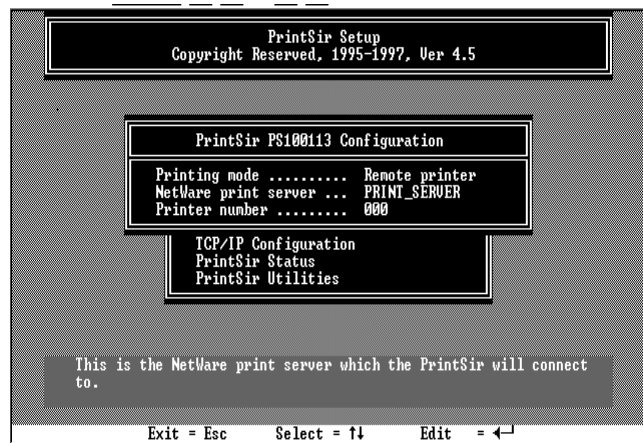 PrintSir Setup
Copyright Reserved, 1995-1997, Ver 4.5
PrintSir PS100113 Configuration
Printing mode .......... Remote printer
NetWare print server ... PRINT_SERVER
Printer number ......... 000
TCP/IP Configuration
PrintSir Status
PrintSir Utilities
This is the NetWare print server which the PrintSir will connect
to.
Exit = Esc Select = ↑↓ Edit = ←┘